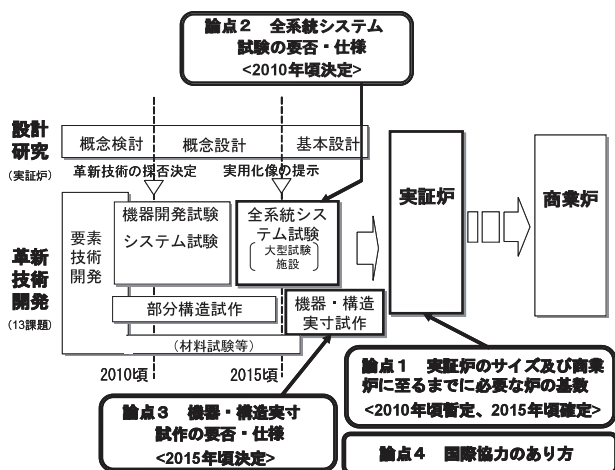 論点２　全系統システム
試験の要否・仕様
<2010年頃決定>
設計
研究
(実証炉)
概念検討
概念設計
基本設計
革新技術の採否決定
実用化像の提示
実証炉
商業炉
革新
技術
開発
(13課題)
要素
技術
開発
機器開発試験
システム試験
全系統シス
テム試験
大型試験
施設
部分構造試作
機器・構造
実寸試作
(材料試験等)
2010頃
2015頃
論点１　実証炉のサイズ及び商業
炉に至るまでに必要な炉の基数
<2010年頃暫定、2015年頃確定>
論点３　機器・構造実寸
試作の要否・仕様
<2015年頃決定>
論点４　国際協力のあり方